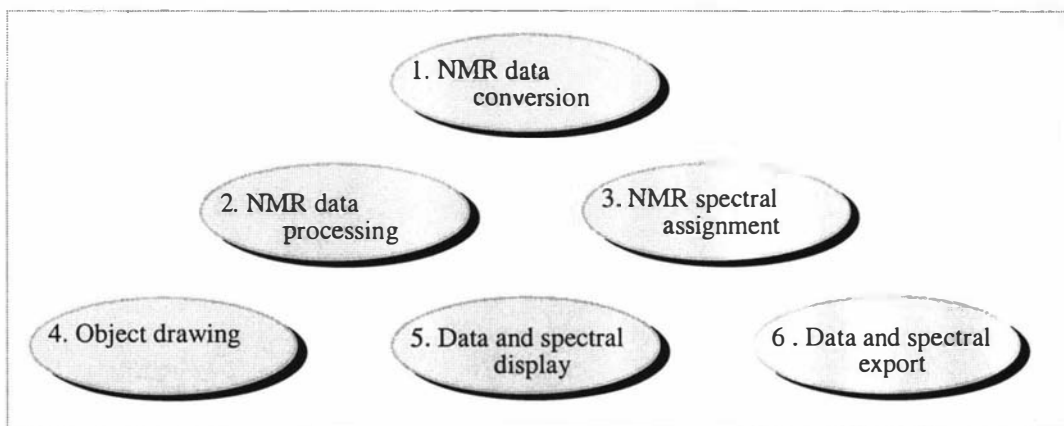 1. NMR data
conversion
2. NMR data
processing
3. NMR spectral
assignment
4. Object drawing
5. Data and spectral
display
6 . Data and spectral
export